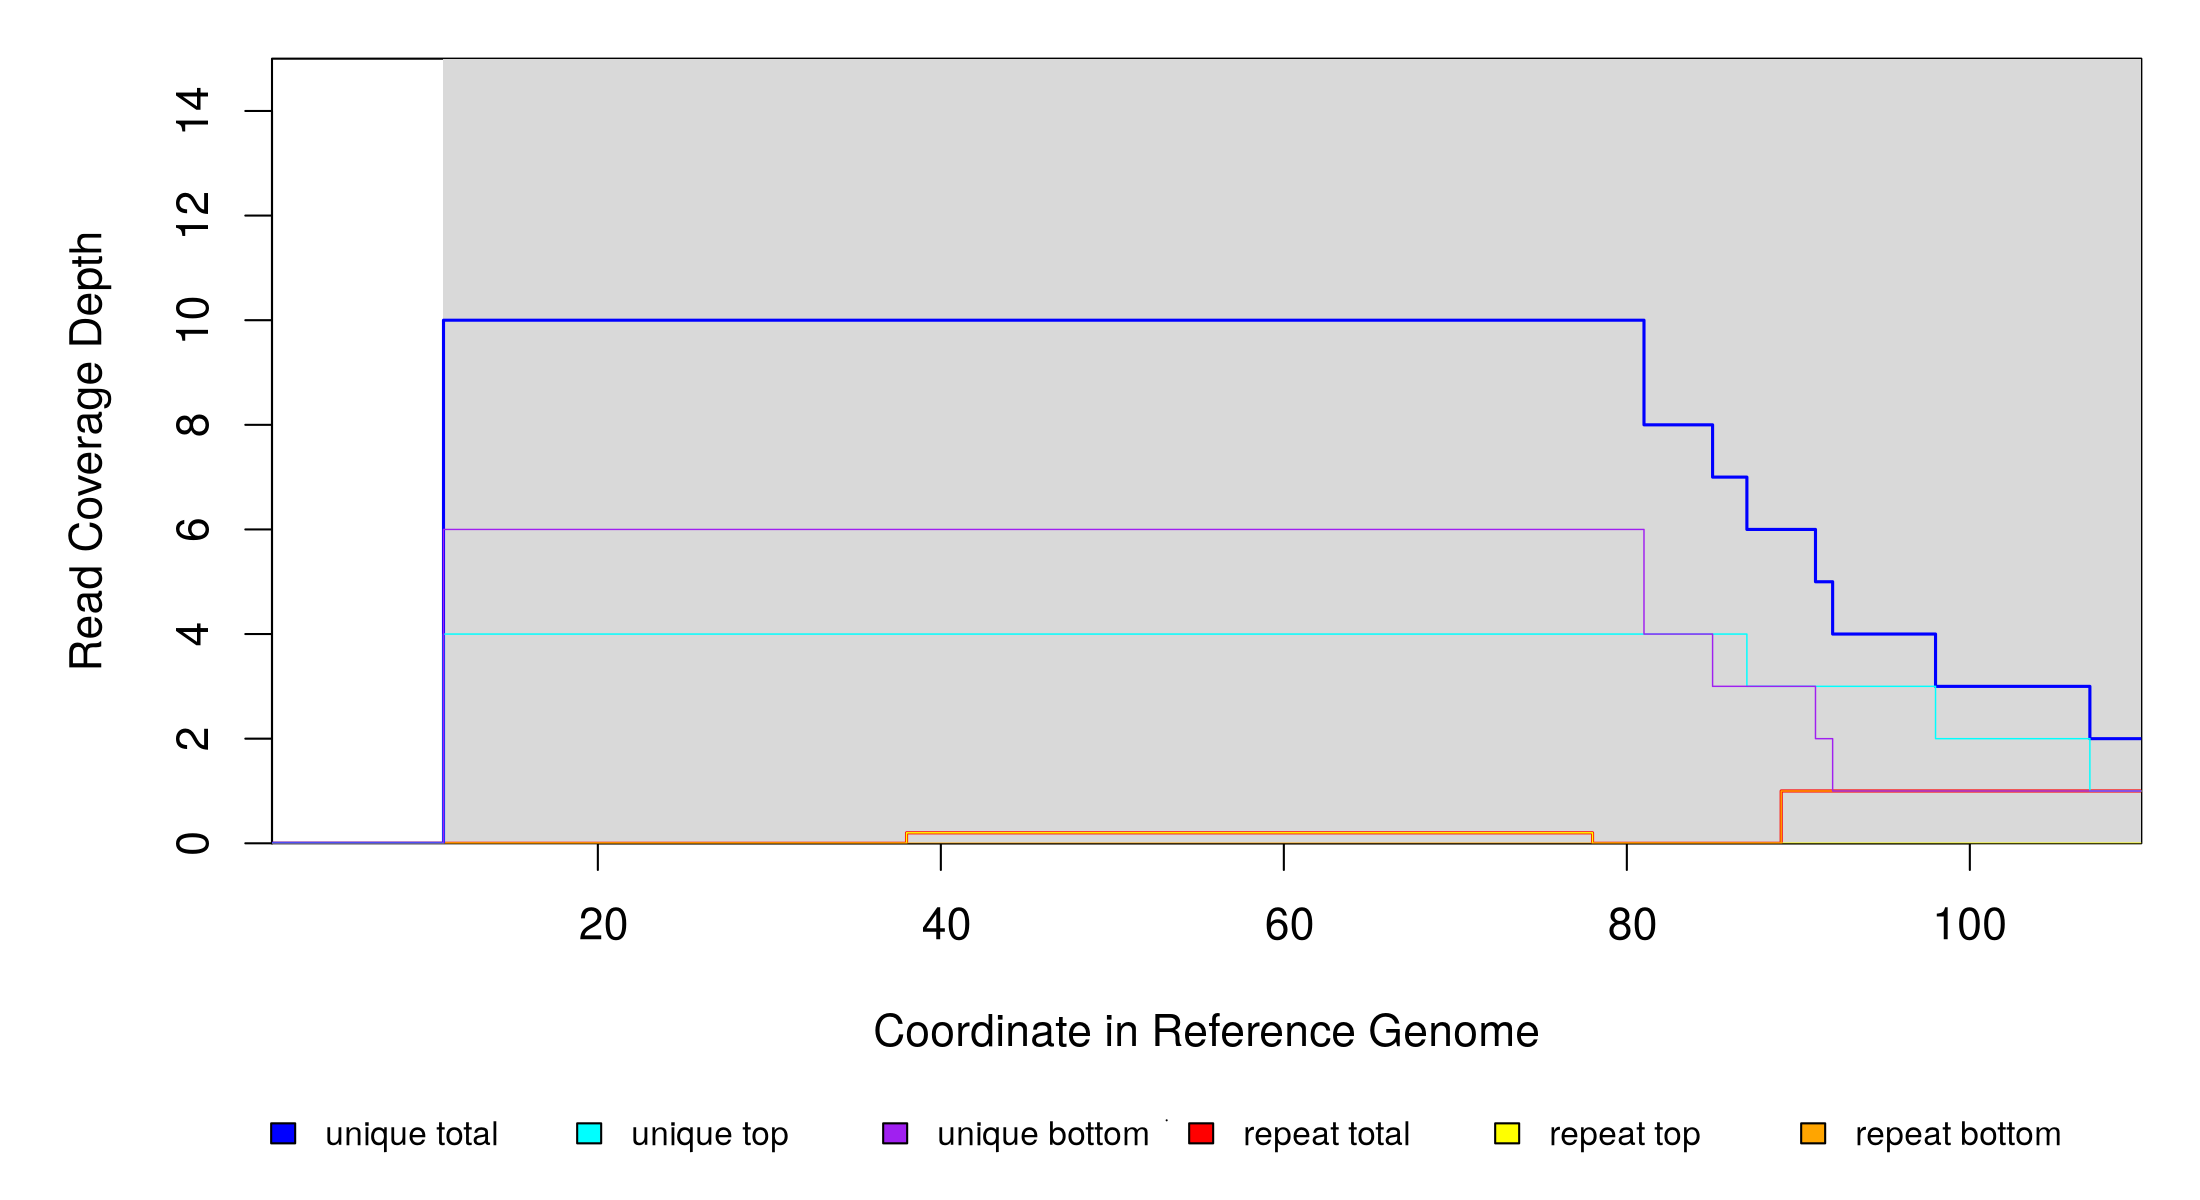 Read Coverage Depth
14
12
10
8
6
4
2
0
20 40 60 80 100
Coordinate in Reference Genome
unique total unique top unique bottom repeat total repeat top repeat bottom